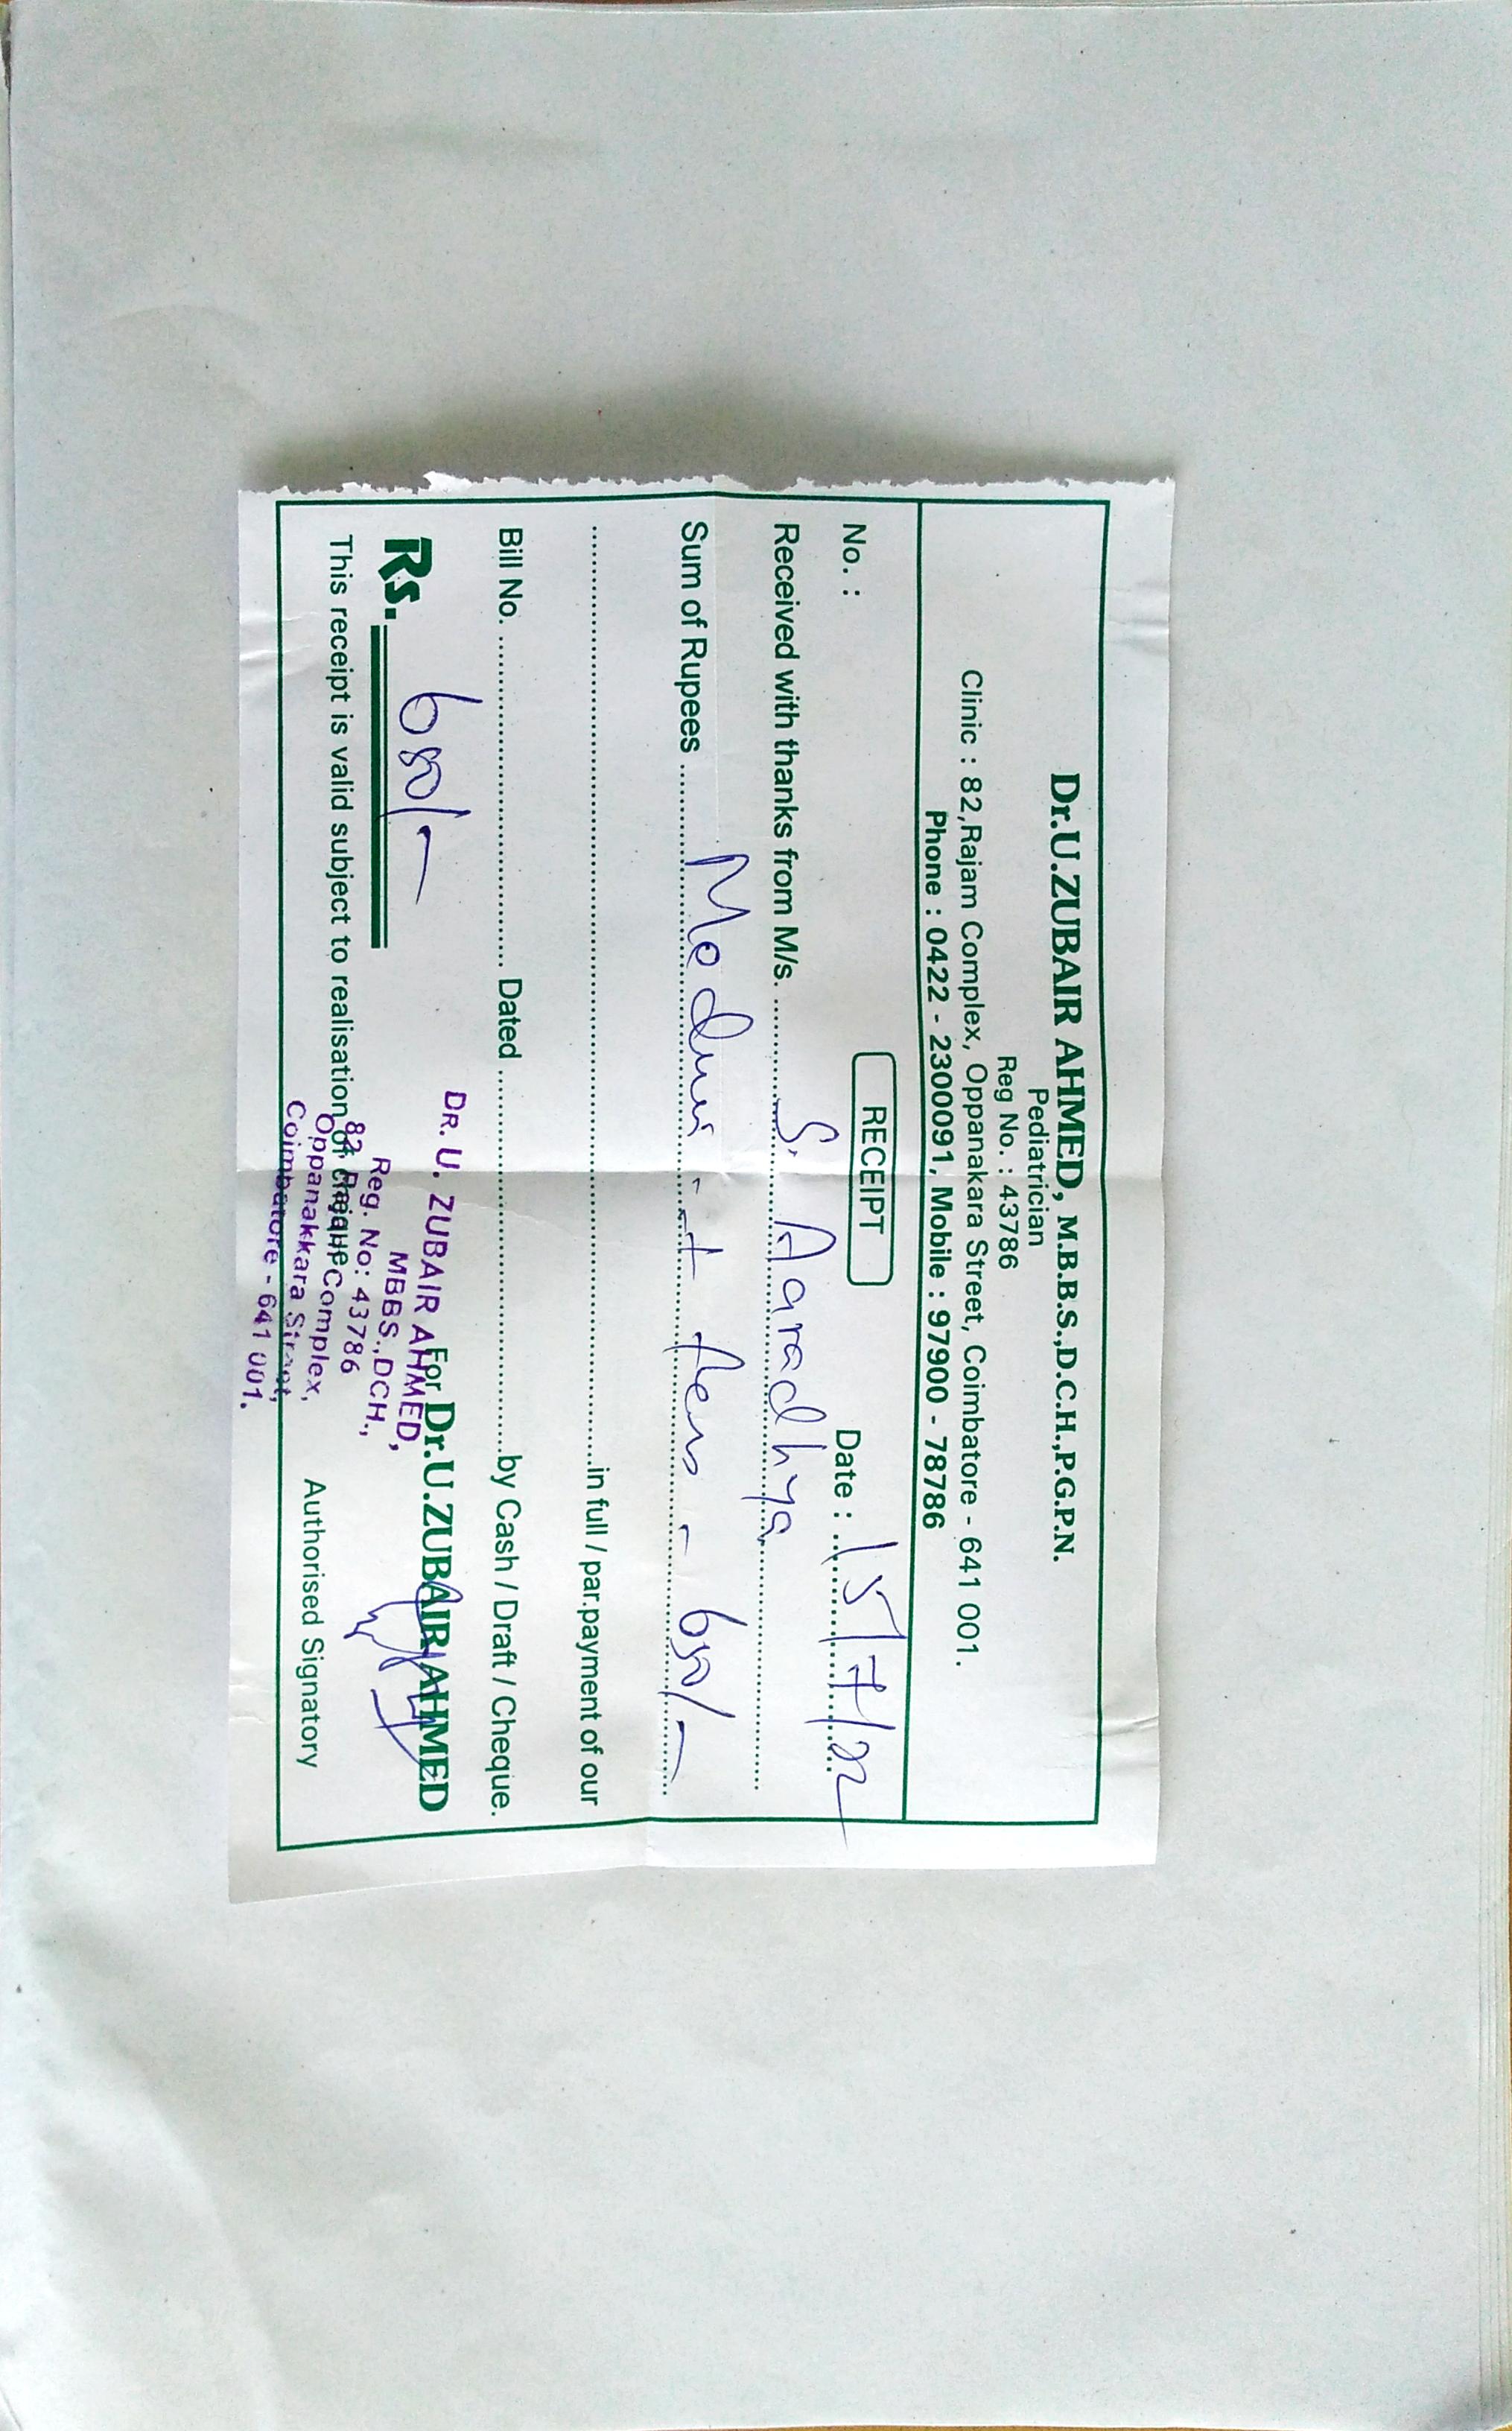 Dr.U.ZUBAIR AHMED, M.B.B.S.,D.C.H.,P.G.P.N.
Pediatrician
Reg No. : 43786
Clinic : 82,Rajam Complex, Oppanakara Street, Coimbatore - 641 001.
Phone : 0422 - 2300091, Mobile : 97900 - 78786
RECEIPT
No. : Date : 15/7/22
Received with thanks from M/s. S. Aaradhya
Sum of Rupees + 650/-
in full / par.payment of our
Bill No. Dated by Cash / Draft / Cheque.
Rs. 650/-
For Dr.U.ZUBAIR AHMED
This receipt is valid subject to realisation of cheque
Authorised Signatory
DR. U. ZUBAIR AHMED,
MBBS.,DCH.,
Reg. No: 43786
82, Rajam Complex,
Oppanakkara Street,
Coimbatore - 641 001.